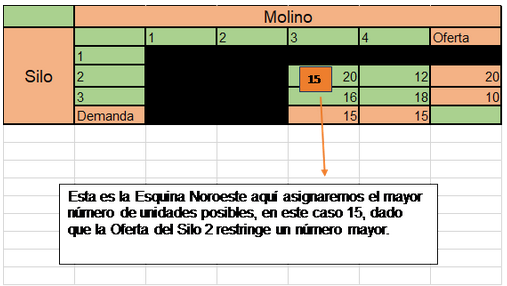 Molino
1 2 3 4 Oferta
Silo
1
2 15 20 12 20
3 16 18 10
Demanda 15 15
Esta es la Esquina Noroeste aquí asignaremos el mayor
número de unidades posibles, en este caso 15, dado
que la Oferta del Silo 2 restringe un número mayor.